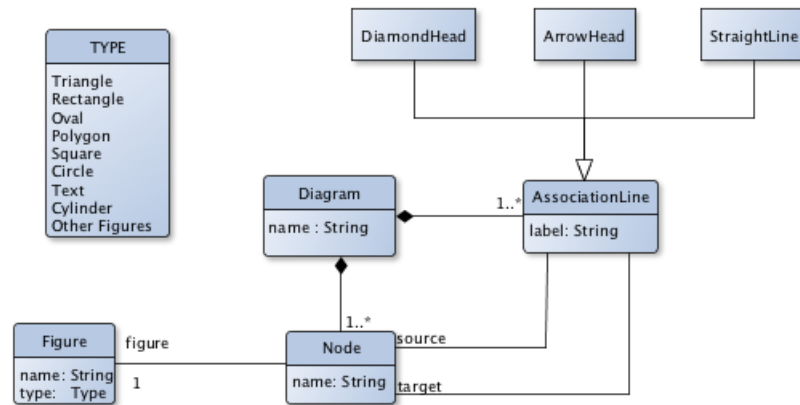 DiamondHead
ArrowHead
StraightLine
TYPE
Triangle
Rectangle
Oval
Polygon
Square
Circle
Text
Cylinder
Other Figures
Diagram
name : String
1..*
AssociationLine
label: String
1..*
Figure
name: String
type:  Type
figure
1
Node
name: String
source
target